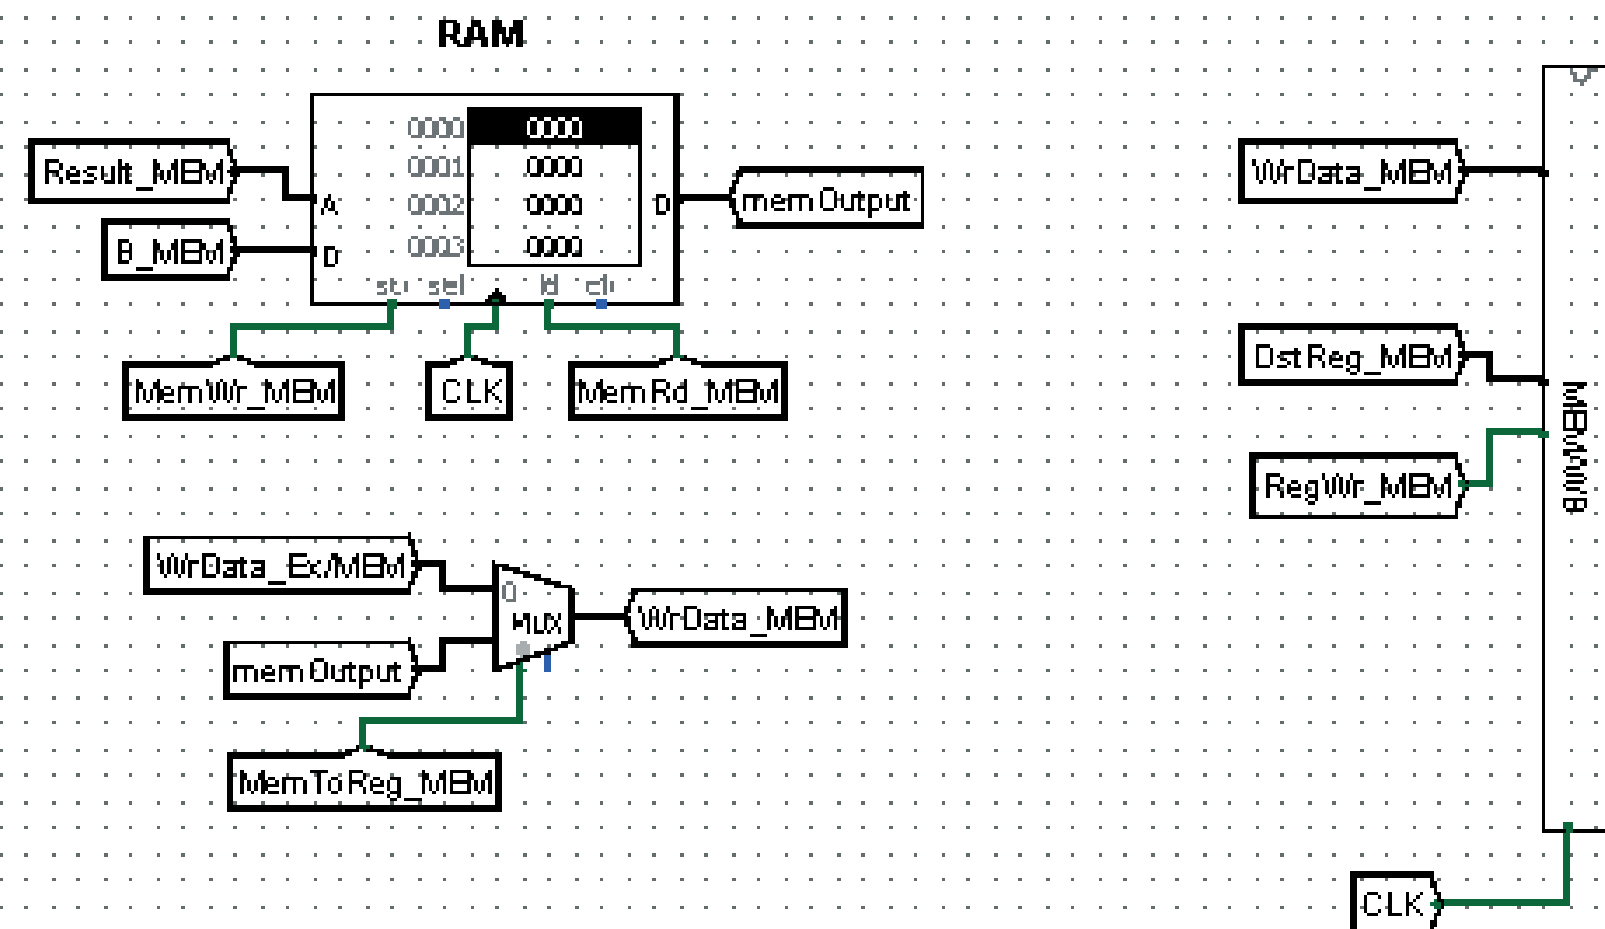 RAM
0000 0000
Result_MEM
0001 0000
WrData_MEM
A 0002 0000 D
memOutput
B_MEM
D 0003 0000
str sel ld clr
DstReg_MEM
MemWr_MEM
CLK
MemRd_MEM
MEM/WB
RegWr_MEM
WrData_Ex/MEM
0
MUX
WrData_MEM
memOutput
MemToReg_MEM
CLK